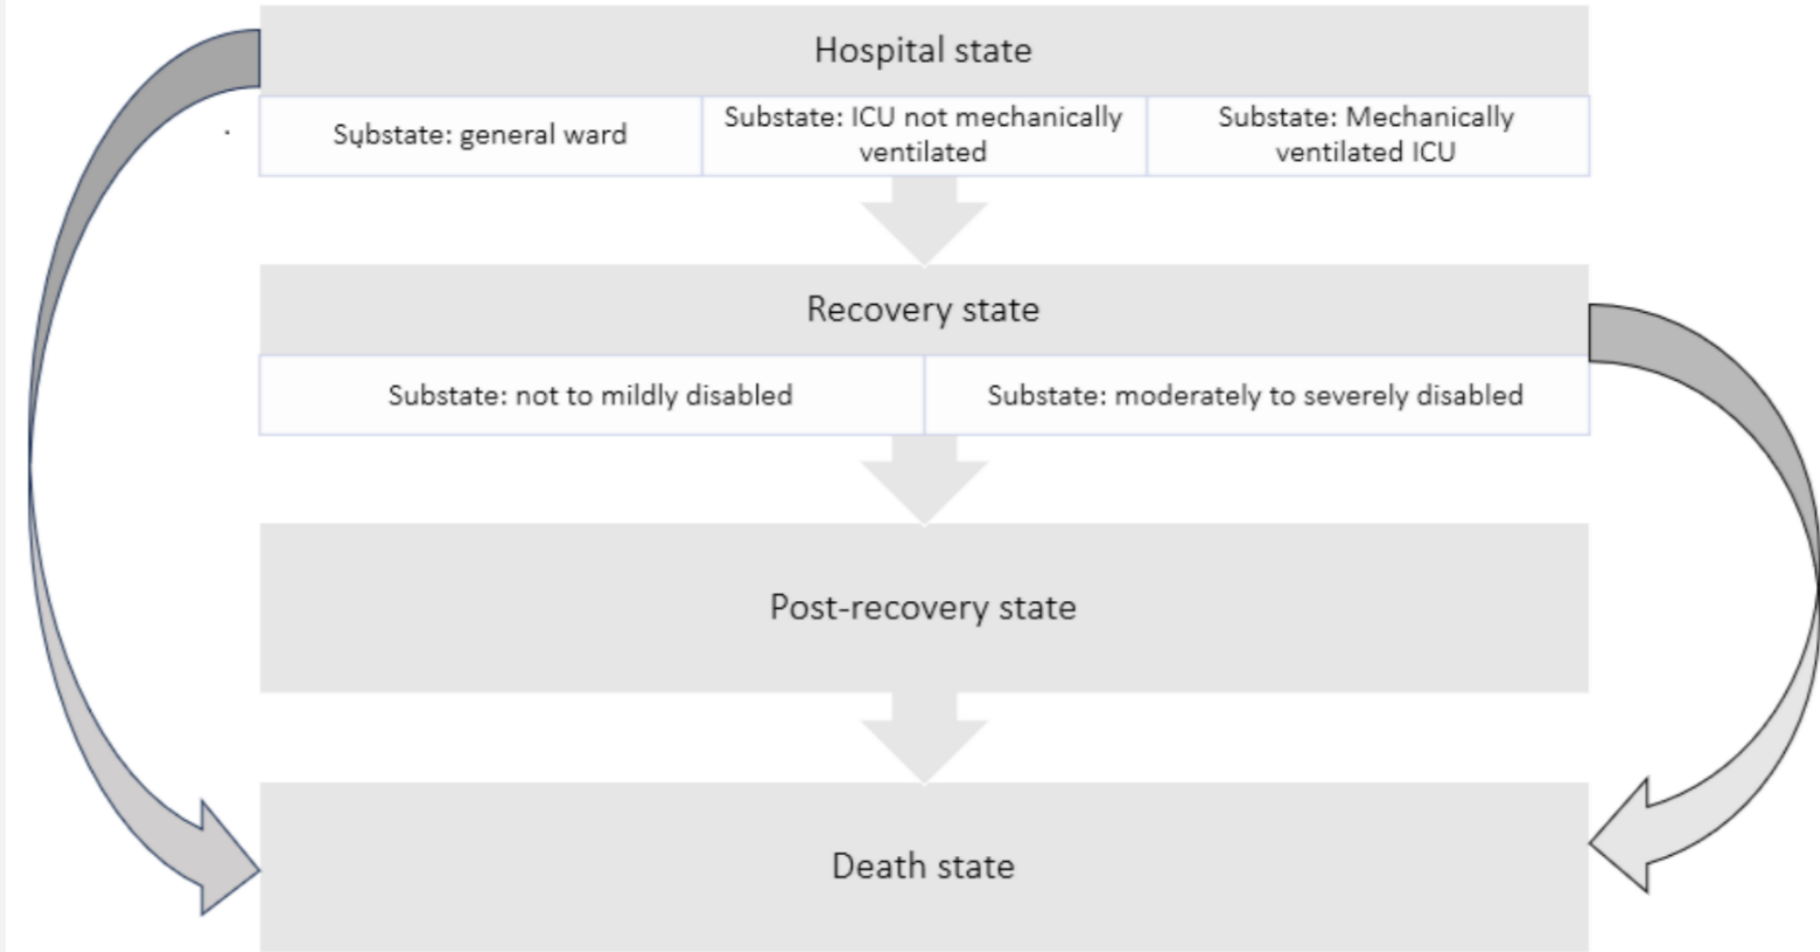 Hospital state
Substate: general ward
Substate: ICU not mechanically
ventilated
Substate: Mechanically
ventilated ICU
Recovery state
Substate: not to mildly disabled
Substate: moderately to severely disabled
Post-recovery state
Death state